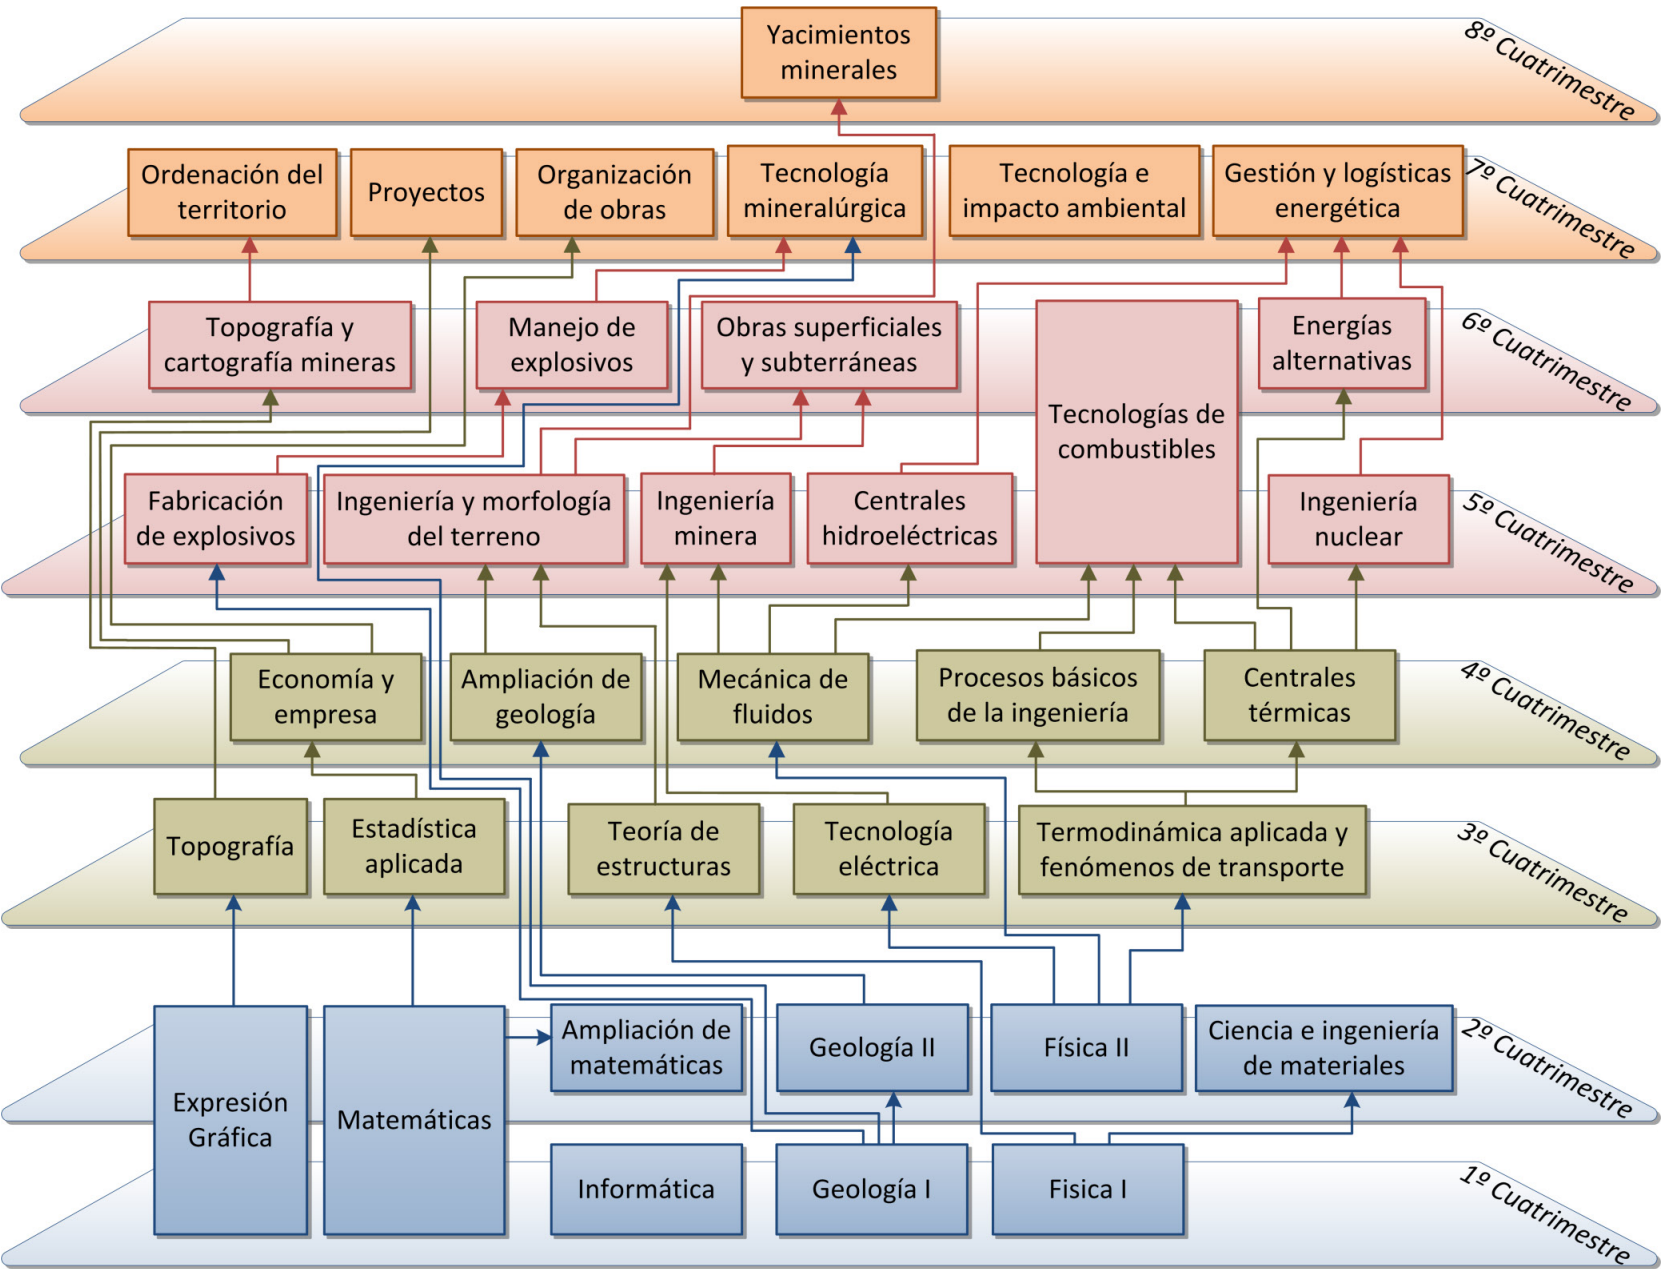 Yacimientos
minerales
8º Cuatrimestre
Ordenación del
territorio
Proyectos
Organización
de obras
Tecnología
mineralúrgica
Tecnología e
impacto ambiental
Gestión y logísticas
energética
7º Cuatrimestre
Topografía y
cartografía mineras
Manejo de
explosivos
Obras superficiales
y subterráneas
Tecnologías de
combustibles
Energías
alternativas
6º Cuatrimestre
Fabricación
de explosivos
Ingeniería y morfología
del terreno
Ingeniería
minera
Centrales
hidroeléctricas
Ingeniería
nuclear
5º Cuatrimestre
Economía y
empresa
Ampliación de
geología
Mecánica de
fluidos
Procesos básicos
de la ingeniería
Centrales
térmicas
4º Cuatrimestre
Topografía
Estadística
aplicada
Teoría de
estructuras
Tecnología
eléctrica
Termodinámica aplicada y
fenómenos de transporte
3º Cuatrimestre
Expresión
Gráfica
Matemáticas
Ampliación de
matemáticas
Geología II
Física II
Ciencia e ingeniería
de materiales
2º Cuatrimestre
Informática
Geología I
Fisica I
1º Cuatrimestre